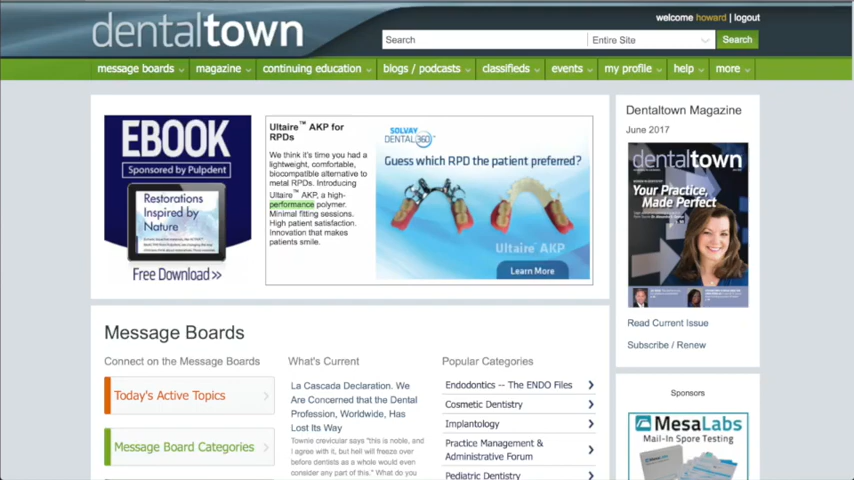 welcome howard | logout
dentaltown
Search
Entire Site
Search
message boards
magazine
continuing education
blogs / podcasts
classifieds
events
my profile
help
more
EBOOK
Sponsored by Pulpdent
Restorations
Inspired by
Nature
Free Download>>
Ultaire™ AKP for
RPDs
We think it's time you had a
lightweight, comfortable,
biocompatible alternative to
metal RPDs. Introducing
Ultaire™ AKP, a high-
performance polymer.
Minimal fitting sessions.
High patient satisfaction.
Innovation that makes
patients smile.
SOLVAY
DENTAL 360
Guess which RPD the patient preferred?
Ultaire™ AKP
Learn More
Dentaltown Magazine
June 2017
dentaltown
Your Practice,
Made Perfect
Read Current Issue
Subscribe / Renew
Message Boards
Connect on the Message Boards
Today's Active Topics
Message Board Categories
What's Current
La Cascada Declaration. We
Are Concerned that the Dental
Profession, Worldwide, Has
Lost Its Way
Townie crevicular says "this is noble, and
I agree with it, but hell will freeze over
before dentists as a whole would even
consider any part of this." What do you
Popular Categories
Endodontics -- The ENDO Files
Cosmetic Dentistry
Implantology
Practice Management &
Administrative Forum
Pediatric Dentistry
Sponsors
MesaLabs
Mail-In Spore Testing